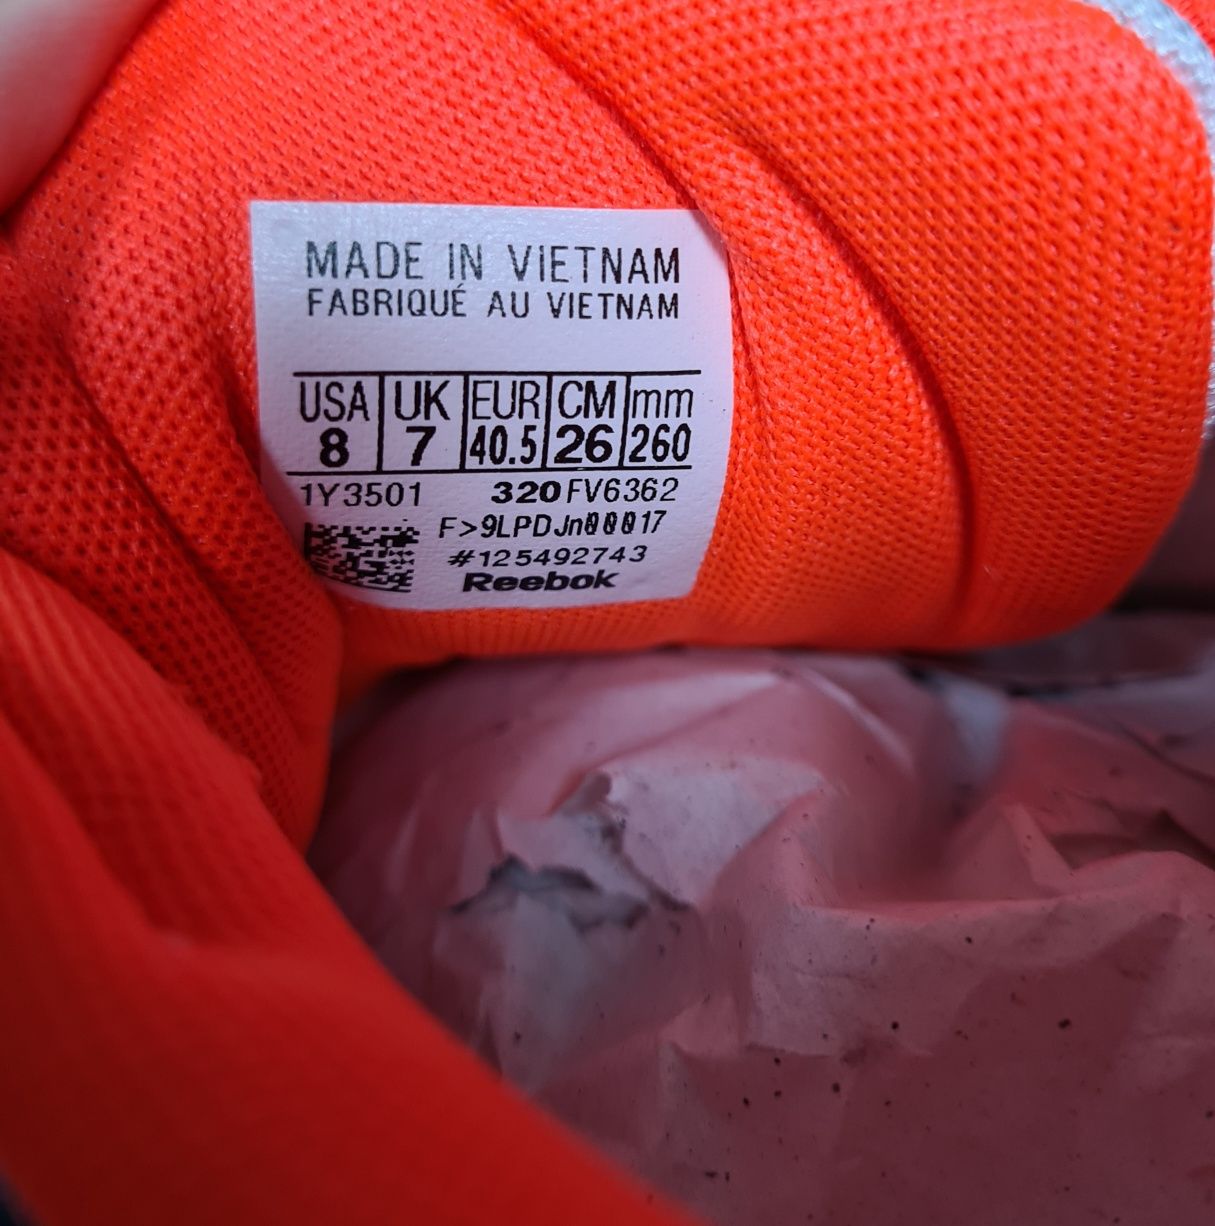 MADE IN VIETNAM
FABRIQUÉ AU VIETNAM
USA UK EUR CM mm
8 7 40.5 26 260
1Y3501 320 FV6362
F>9LPDJn00017
#125492743
Reebok